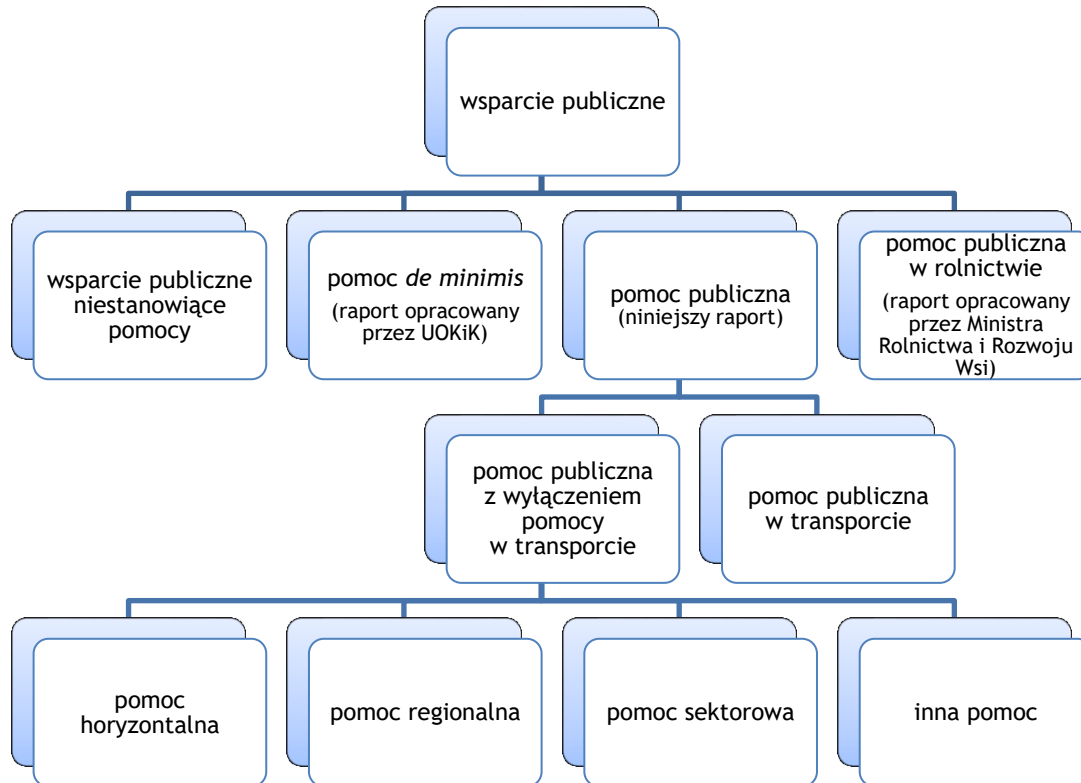 wsparcie publiczne
wsparcie publiczne
niestanowiące
pomocy
pomoc de minimis
(raport opracowany
przez UOKiK)
pomoc publiczna
(niniejszy raport)
pomoc publiczna
w rolnictwie
(raport opracowany
przez Ministra
Rolnictwa i Rozwoju
Wsi)
pomoc publiczna
z wyłączeniem
pomocy
w transporcie
pomoc publiczna
w transporcie
pomoc
horyzontalna
pomoc regionalna
pomoc sektorowa
inna pomoc